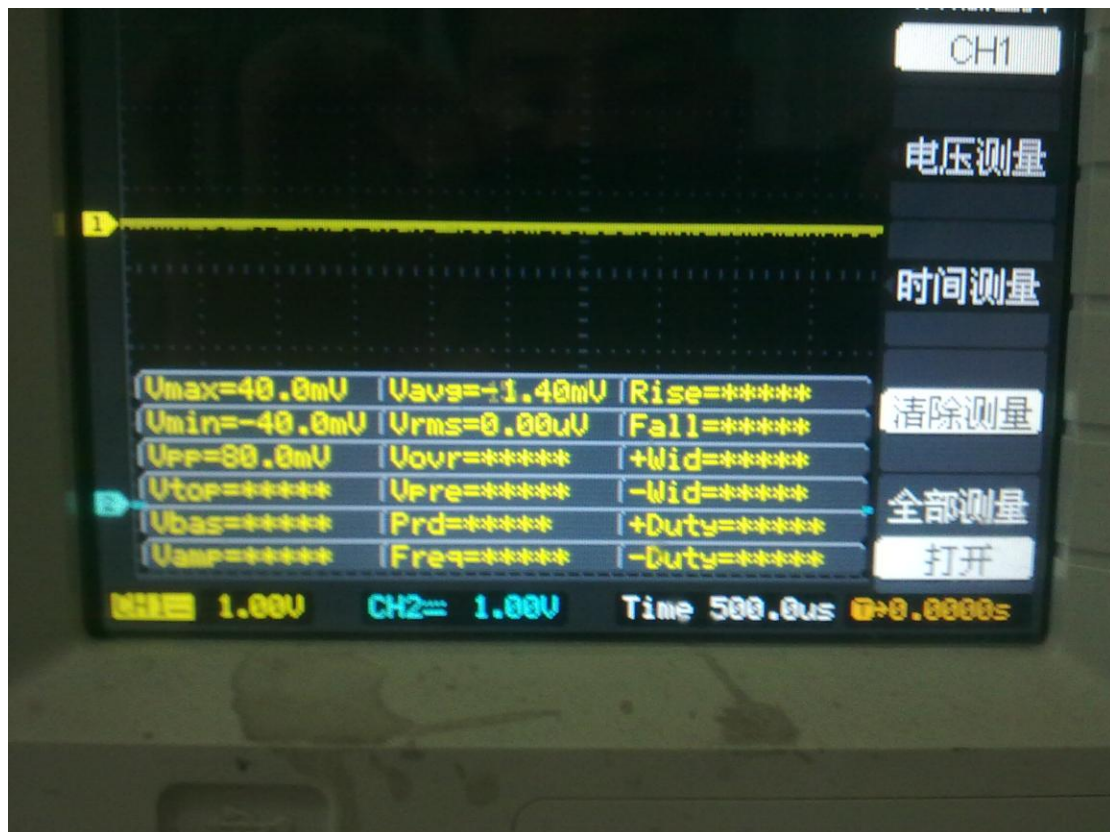 CH1
电压测量
1
时间测量
Vmax=40.0mV Vavg=-1.40mV Rise=*****
Vmin=-40.0mV Vrms=0.00uV Fall=*****
清除测量
Vpp=80.0mV Vovr=***** +Wid=*****
Vtop=***** Vpre=***** -Wid=*****
2
全部测量
Vbas=***** Prd=***** +Duty=*****
Vamp=***** Freq=***** -Duty=*****
打开
CH1 1.00V CH2 1.00V Time 500.0us T→0.0000s